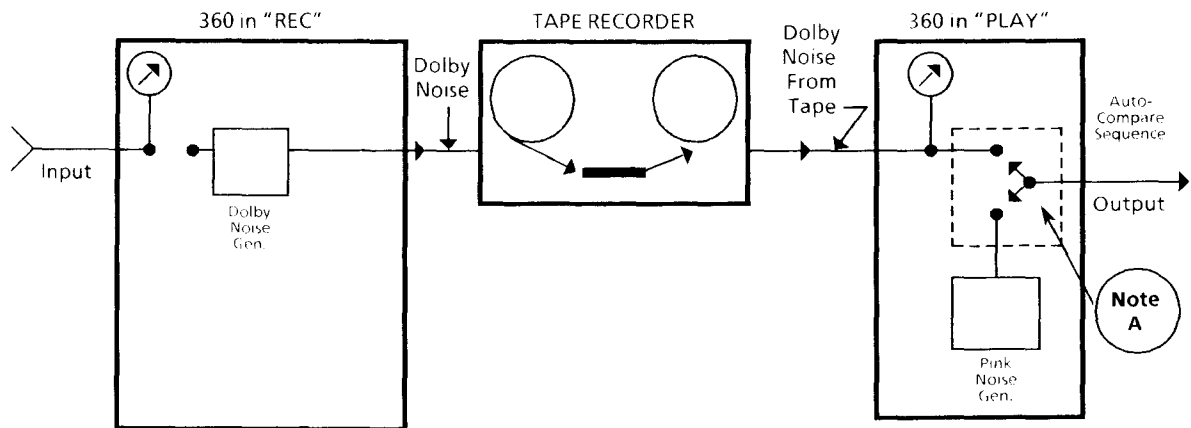 360 in "REC"
TAPE RECORDER
360 in "PLAY"
Dolby
Noise
Dolby
Noise
From
Tape
Auto-
Compare
Sequence
Input
Dolby
Noise
Gen.
Output
Note
A
Pink
Noise
Gen.